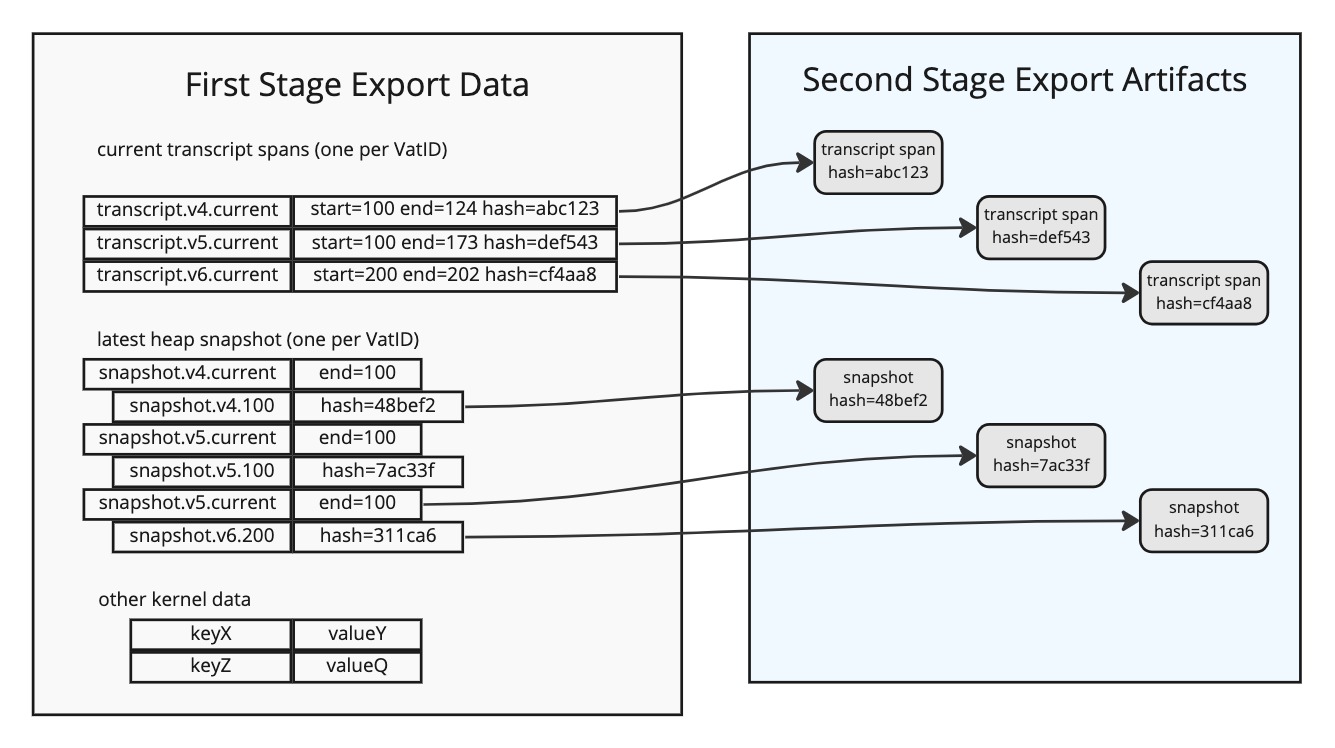 First Stage Export Data
current transcript spans (one per VatID)
transcript.v4.current start=100 end=124 hash=abc123
transcript.v5.current start=100 end=173 hash=def543
transcript.v6.current start=200 end=202 hash=cf4aa8
latest heap snapshot (one per VatID)
snapshot.v4.current end=100
snapshot.v4.100 hash=48bef2
snapshot.v5.current end=100
snapshot.v5.100 hash=7ac33f
snapshot.v5.current end=100
snapshot.v6.200 hash=311ca6
other kernel data
keyX valueY
keyZ valueQ
Second Stage Export Artifacts
transcript span
hash=abc123
transcript span
hash=def543
transcript span
hash=cf4aa8
snapshot
hash=48bef2
snapshot
hash=7ac33f
snapshot
hash=311ca6